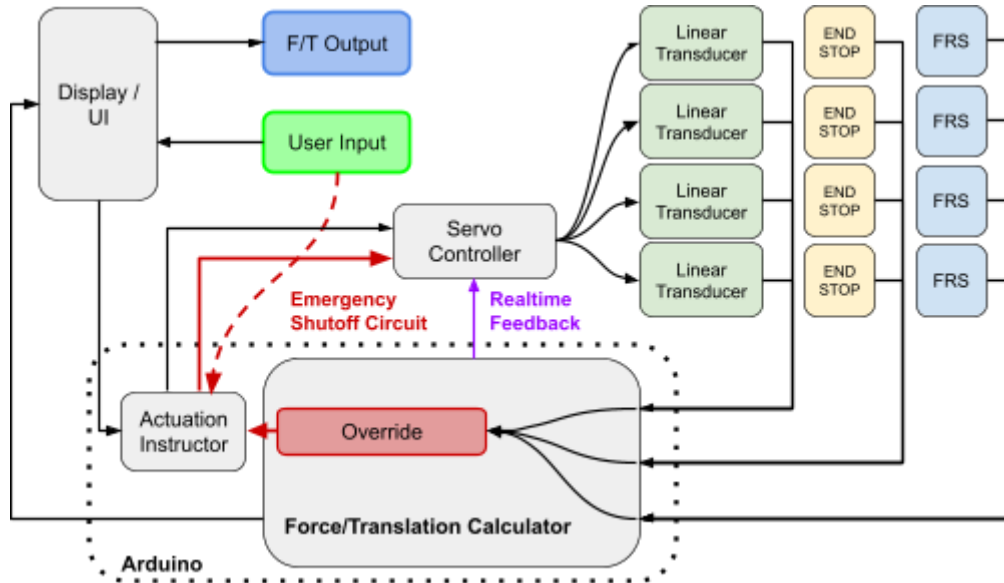 F/T Output
Display /
UI
User Input
Linear
Transducer
END
STOP
FRS
Linear
Transducer
END
STOP
FRS
Linear
Transducer
END
STOP
FRS
Linear
Transducer
END
STOP
FRS
Servo
Controller
Emergency
Shutoff Circuit
Realtime
Feedback
Actuation
Instructor
Override
Force/Translation Calculator
Arduino